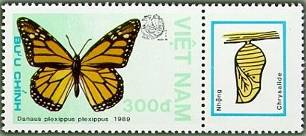 BƯU CHÍNH
VIỆT NAM
300đ
Danaus plexippus plexippus 1989
Nhộng
Chrysalide